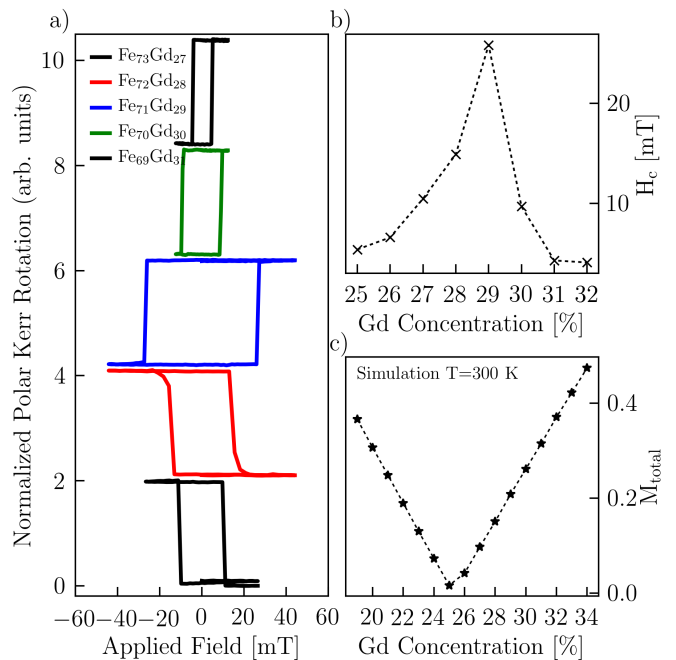 a)
Normalized Polar Kerr Rotation (arb. units)
10
8
6
4
2
0
Fe₇₃Gd₂₇
Fe₇₂Gd₂₈
Fe₇₁Gd₂₉
Fe₇₀Gd₃₀
Fe₆₉Gd₃₁
−60−40−20 0 20 40 60
Applied Field [mT]
b)
20
10
H_c [mT]
25 26 27 28 29 30 31 32
Gd Concentration [%]
c)
Simulation T=300 K
0.4
0.2
0.0
M_total
20 22 24 26 28 30 32 34
Gd Concentration [%]